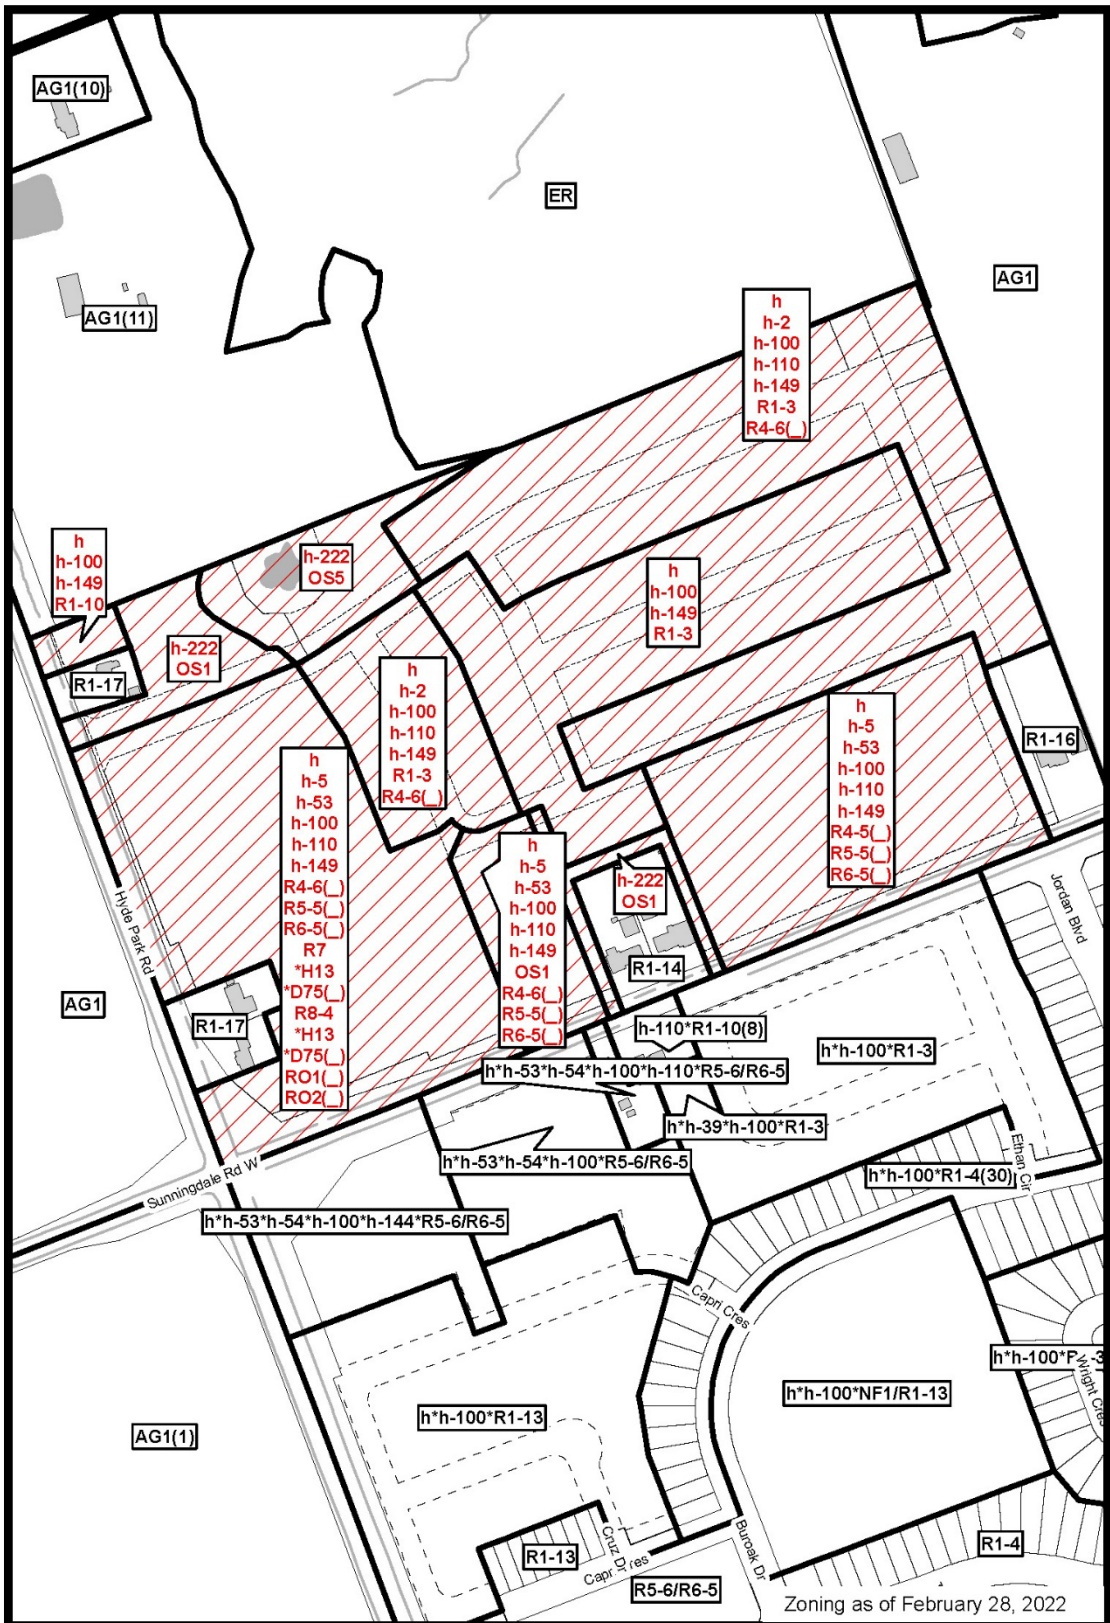 AG1(10)
ER
AG1
AG1(11)
h
h-2
h-100
h-110
h-149
R1-3
R4-6(_)
h
h-100
h-149
R1-10
h-222
OS5
h
h-100
h-149
R1-3
h-222
OS1
R1-17
h
h-2
h-100
h-110
h-149
R1-3
R4-6(_)
h
h-5
h-53
h-100
h-110
h-149
R4-5(_)
R5-5(_)
R6-5(_)
R1-16
h
h-5
h-53
h-100
h-110
h-149
R4-6(_)
R5-5(_)
R6-5(_)
R7
*H13
*D75(_)
R8-4
*H13
*D75(_)
RO1(_)
RO2(_)
h
h-5
h-53
h-100
h-110
h-149
OS1
R4-6(_)
R5-5(_)
R6-5(_)
h-222
OS1
R1-14
Hyde Park Rd
Jordan Blvd
AG1
R1-17
h-110*R1-10(8)
h*h-100*R1-3
h*h-53*h-54*h-100*h-110*R5-6/R6-5
h*h-39*h-100*R1-3
h*h-53*h-54*h-100*R5-6/R6-5
Ethan Cir
h*h-100*R1-4(30)
Sunningdale Rd W
h*h-53*h-54*h-100*h-144*R5-6/R6-5
Capri Cres
Wright Cres
h*h-100*NF1/R1-13
h*h-100*R1-13
AG1(1)
R1-13
Cruz Dr
Buroak Dr
R1-4
R5-6/R6-5
Zoning as of February 28, 2022